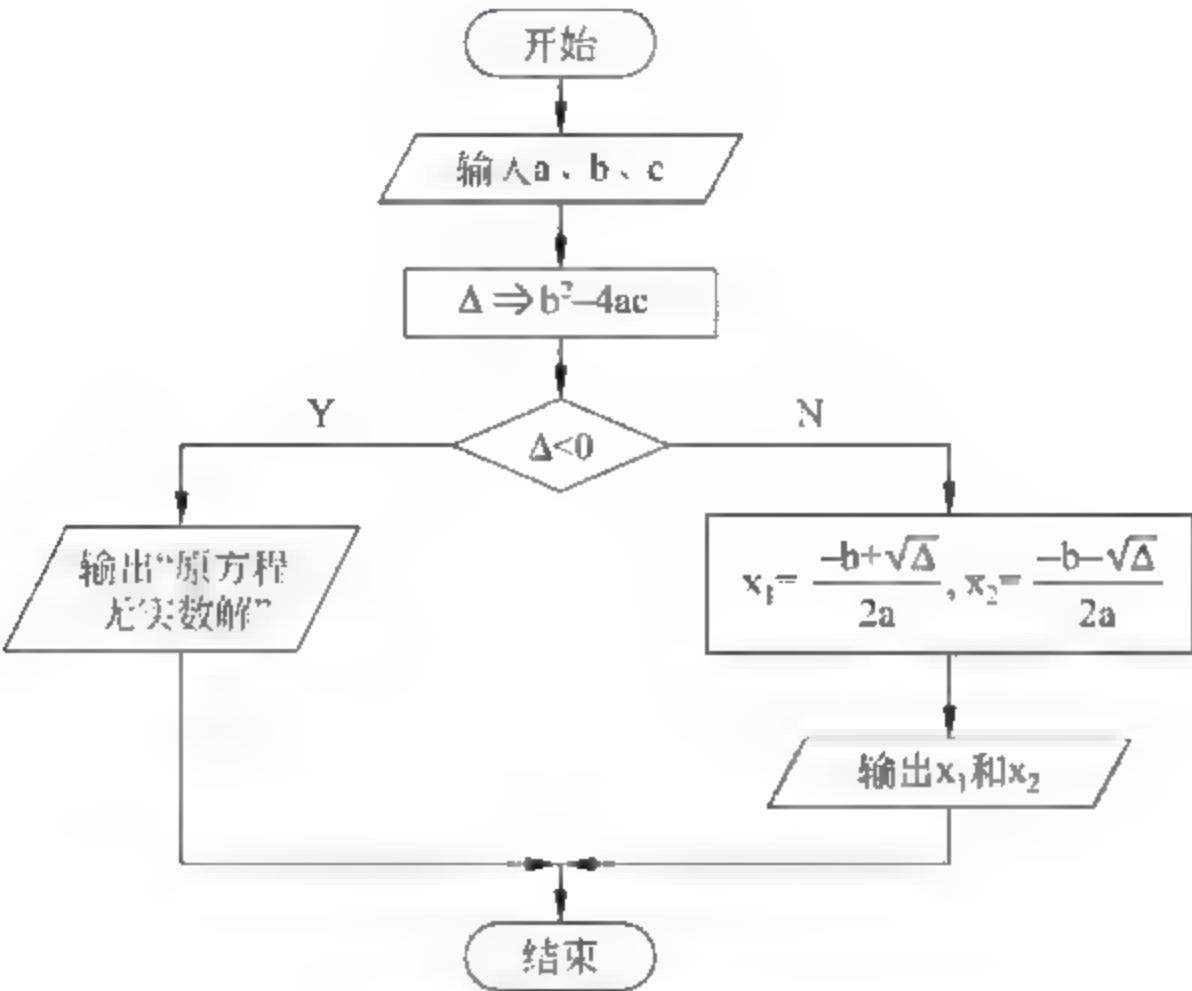 开始
输入a、b、c
Δ⇒b²–4ac
Δ<0
Y
N
输出“原方程
无实数解”
x₁= (–b+√Δ)/2a , x₂= (–b–√Δ)/2a
输出x₁和x₂
结束